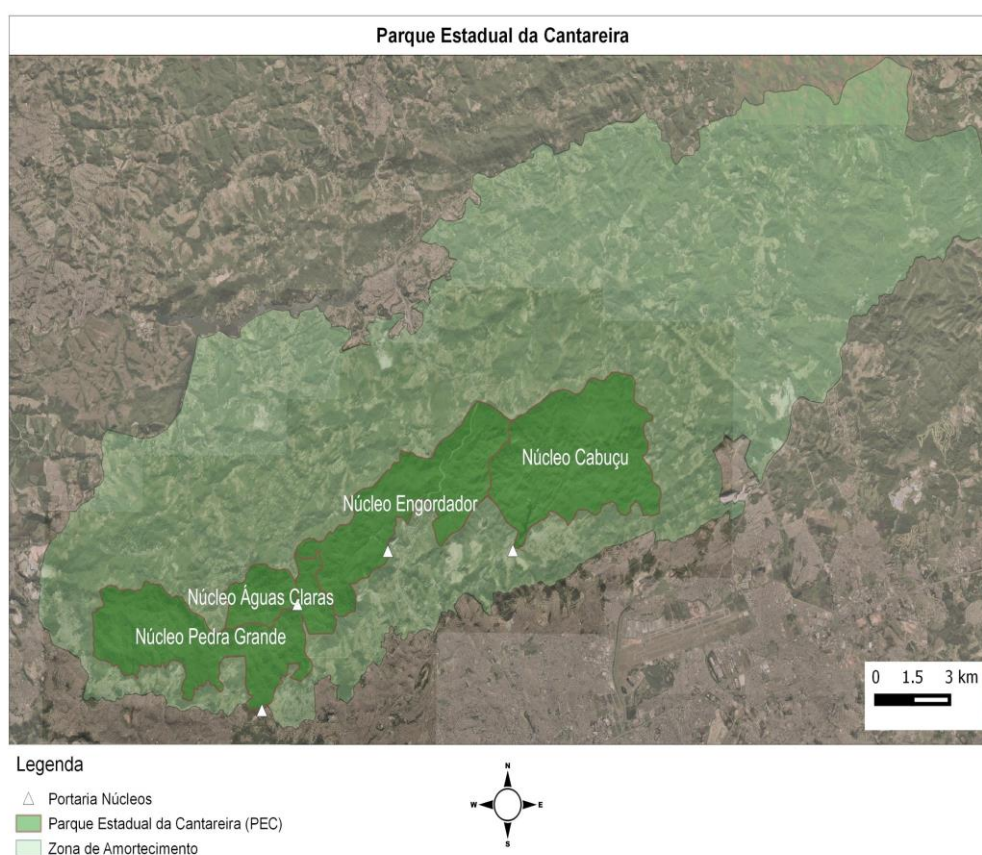 Parque Estadual da Cantareira
Núcleo Cabuçu
Núcleo Engordador
Núcleo Águas Claras
Núcleo Pedra Grande
0 1.5 3 km
Legenda
Portaria Núcleos
Parque Estadual da Cantareira (PEC)
Zona de Amortecimento
N
W E
S